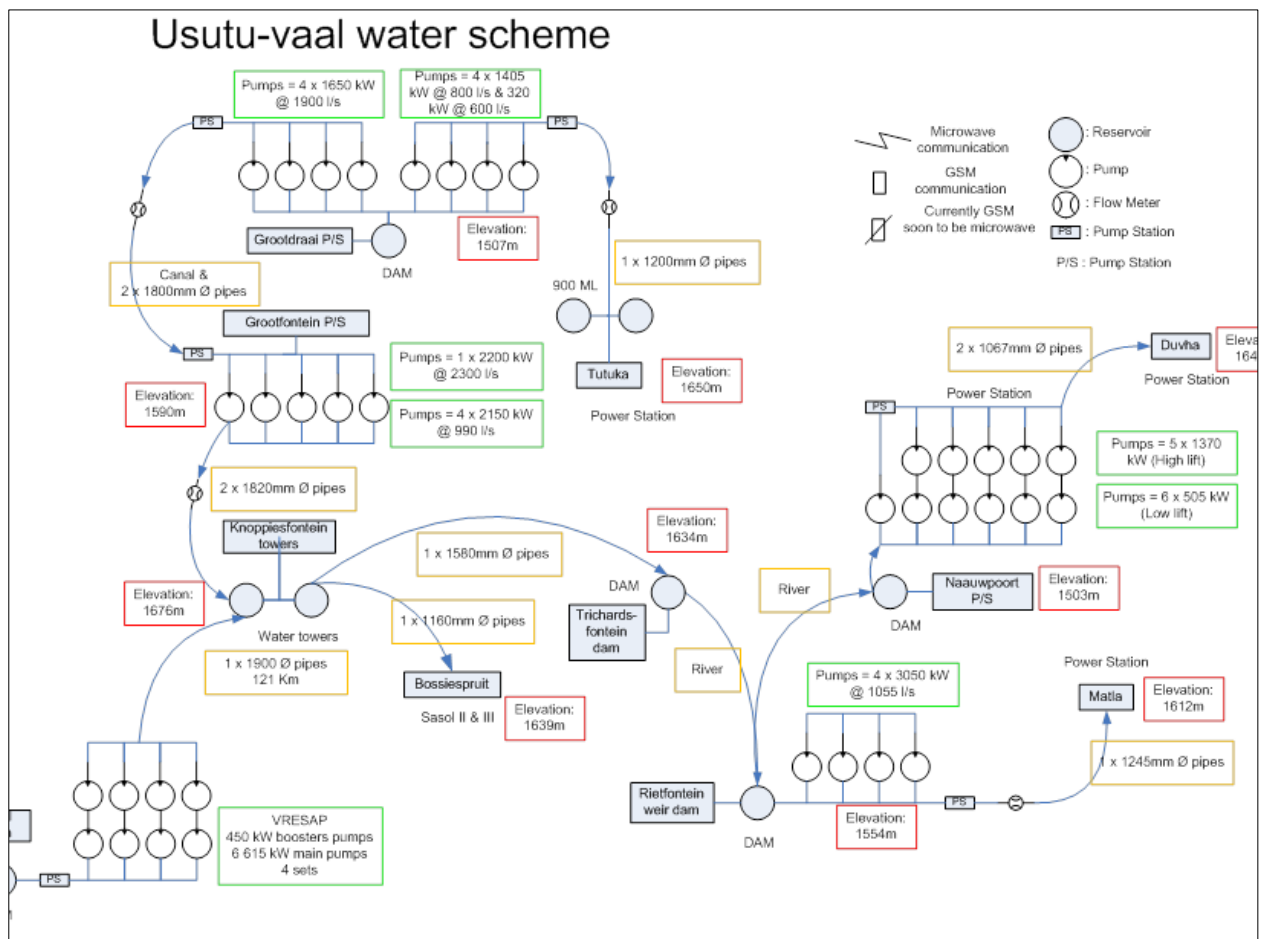 Usutu-vaal water scheme
Pumps = 4 x 1650 kW
@ 1900 l/s
Pumps = 4 x 1405
kW @ 800 l/s & 320
kW @ 600 l/s
PS
PS
Microwave
communication
: Reservoir
GSM
communication
: Pump
Currently GSM
soon to be microwave
: Flow Meter
PS
: Pump Station
P/S : Pump Station
Grootdraai P/S
DAM
Elevation:
1507m
Canal &
2 x 1800mm Ø pipes
1 x 1200mm Ø pipes
900 ML
Grootfontein P/S
PS
Elevation:
1590m
Pumps = 1 x 2200 kW
@ 2300 l/s
Pumps = 4 x 2150 kW
@ 990 l/s
Tutuka
Power Station
Elevation:
1650m
2 x 1067mm Ø pipes
Duvha
Power Station
Eleva
164
Power Station
PS
Pumps = 5 x 1370
kW (High lift)
Pumps = 6 x 505 kW
(Low lift)
2 x 1820mm Ø pipes
Knoppiesfontein
towers
1 x 1580mm Ø pipes
Elevation:
1634m
Elevation:
1676m
Water towers
1 x 1160mm Ø pipes
DAM
Trichards-
fontein
dam
River
DAM
Naauwpoort
P/S
Elevation:
1503m
1 x 1900 Ø pipes
121 Km
Bossiespruit
Sasol II & III
Elevation:
1639m
River
Pumps = 4 x 3050 kW
@ 1055 l/s
Power Station
Matla
Elevation:
1612m
1 x 1245mm Ø pipes
Rietfontein
weir dam
DAM
Elevation:
1554m
PS
VRESAP
450 kW boosters pumps
6 615 kW main pumps
4 sets
PS